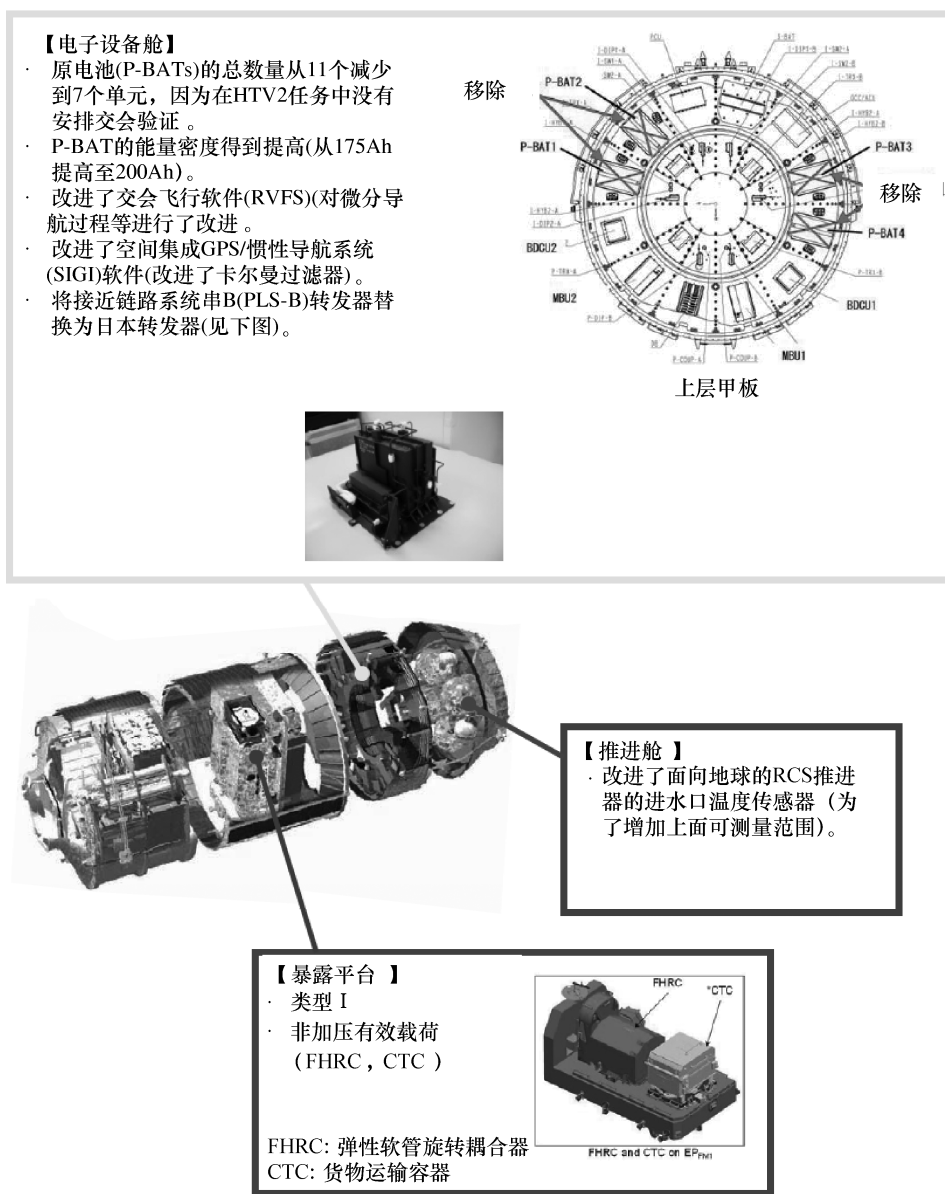 【电子设备舱】
· 原电池(P-BATs)的总数量从11个减少
到7个单元，因为在HTV2任务中没有
安排交会验证 。
· P-BAT的能量密度得到提高(从175Ah
提高至200Ah)。
· 改进了交会飞行软件(RVFS)(对微分导
航过程等进行了改进 。
· 改进了空间集成GPS/惯性导航系统
(SIGI)软件(改进了卡尔曼过滤器)。
· 将接近链路系统串B(PLS-B)转发器替
换为日本转发器(见下图)。
移除
P-BAT2
P-BAT1
PCU
I-BAT
P-BAT3
移除
P-BAT4
BDCU2
MBU2
BDCU1
MBU1
P-TRX-B
P-DIP-B
P-COUP-A
P-COUP-B
上层甲板
【推进舱 】
· 改进了面向地球的RCS推进
器的进水口温度传感器（为
了增加上面可测量范围)。
【暴露平台 】
· 类型 I
· 非加压有效载荷
（FHRC，CTC ）
FHRC
*CTC
FHRC and CTC on EP
FHRC: 弹性软管旋转耦合器
CTC: 货物运输容器